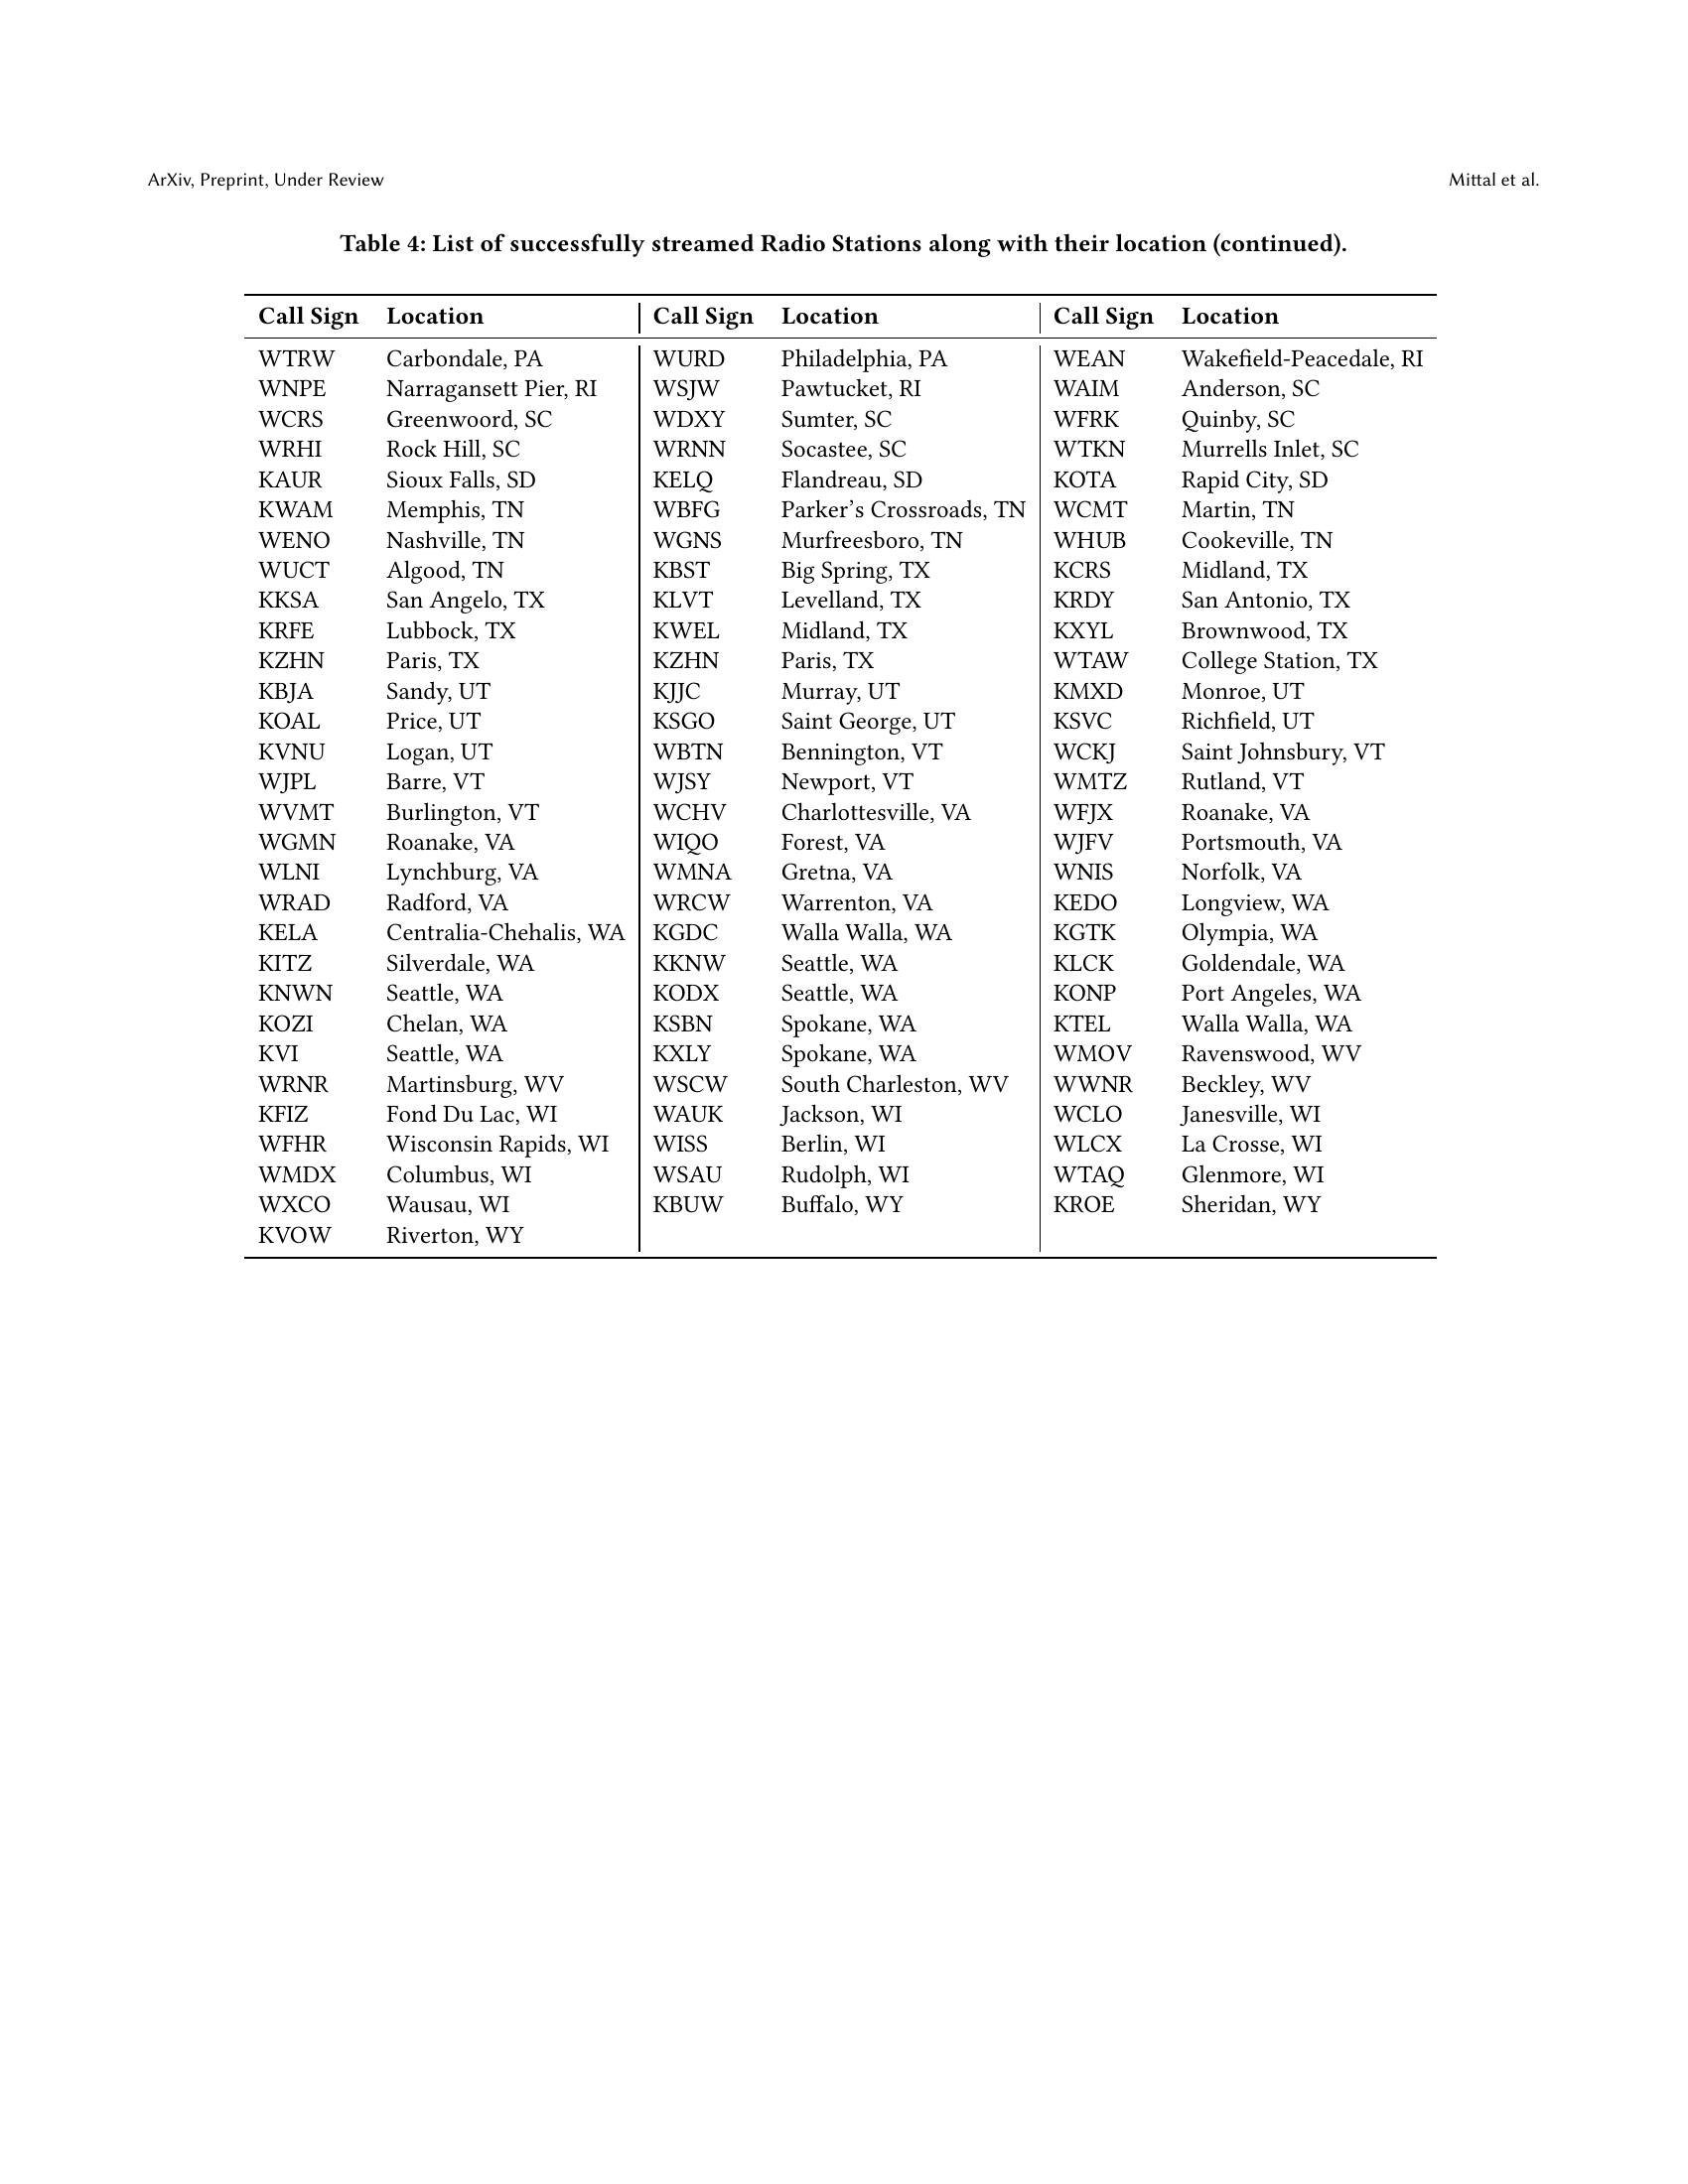 ArXiv, Preprint, Under Review Mittal et al.
Table 4: List of successfully streamed Radio Stations along with their location (continued).
Call Sign Location Call Sign Location Call Sign Location
WTRW Carbondale, PA WURD Philadelphia, PA WEAN Wakefield-Peacedale, RI
WNPE Narragansett Pier, RI WSJW Pawtucket, RI WAIM Anderson, SC
WCRS Greenwoord, SC WDXY Sumter, SC WFRK Quinby, SC
WRHI Rock Hill, SC WRNN Socastee, SC WTKN Murrells Inlet, SC
KAUR Sioux Falls, SD KELQ Flandreau, SD KOTA Rapid City, SD
KWAM Memphis, TN WBFG Parker’s Crossroads, TN WCMT Martin, TN
WENO Nashville, TN WGNS Murfreesboro, TN WHUB Cookeville, TN
WUCT Algood, TN KBST Big Spring, TX KCRS Midland, TX
KKSA San Angelo, TX KLVT Levelland, TX KRDY San Antonio, TX
KRFE Lubbock, TX KWEL Midland, TX KXYL Brownwood, TX
KZHN Paris, TX KZHN Paris, TX WTAW College Station, TX
KBJA Sandy, UT KJJC Murray, UT KMXD Monroe, UT
KOAL Price, UT KSGO Saint George, UT KSVC Richfield, UT
KVNU Logan, UT WBTN Bennington, VT WCKJ Saint Johnsbury, VT
WJPL Barre, VT WJSY Newport, VT WMTZ Rutland, VT
WVMT Burlington, VT WCHV Charlottesville, VA WFJX Roanake, VA
WGMN Roanake, VA WIQO Forest, VA WJFV Portsmouth, VA
WLNI Lynchburg, VA WMNA Gretna, VA WNIS Norfolk, VA
WRAD Radford, VA WRCW Warrenton, VA KEDO Longview, WA
KELA Centralia-Chehalis, WA KGDC Walla Walla, WA KGTK Olympia, WA
KITZ Silverdale, WA KKNW Seattle, WA KLCK Goldendale, WA
KNWN Seattle, WA KODX Seattle, WA KONP Port Angeles, WA
KOZI Chelan, WA KSBN Spokane, WA KTEL Walla Walla, WA
KVI Seattle, WA KXLY Spokane, WA WMOV Ravenswood, WV
WRNR Martinsburg, WV WSCW South Charleston, WV WWNR Beckley, WV
KFIZ Fond Du Lac, WI WAUK Jackson, WI WCLO Janesville, WI
WFHR Wisconsin Rapids, WI WISS Berlin, WI WLCX La Crosse, WI
WMDX Columbus, WI WSAU Rudolph, WI WTAQ Glenmore, WI
WXCO Wausau, WI KBUW Buffalo, WY KROE Sheridan, WY
KVOW Riverton, WY